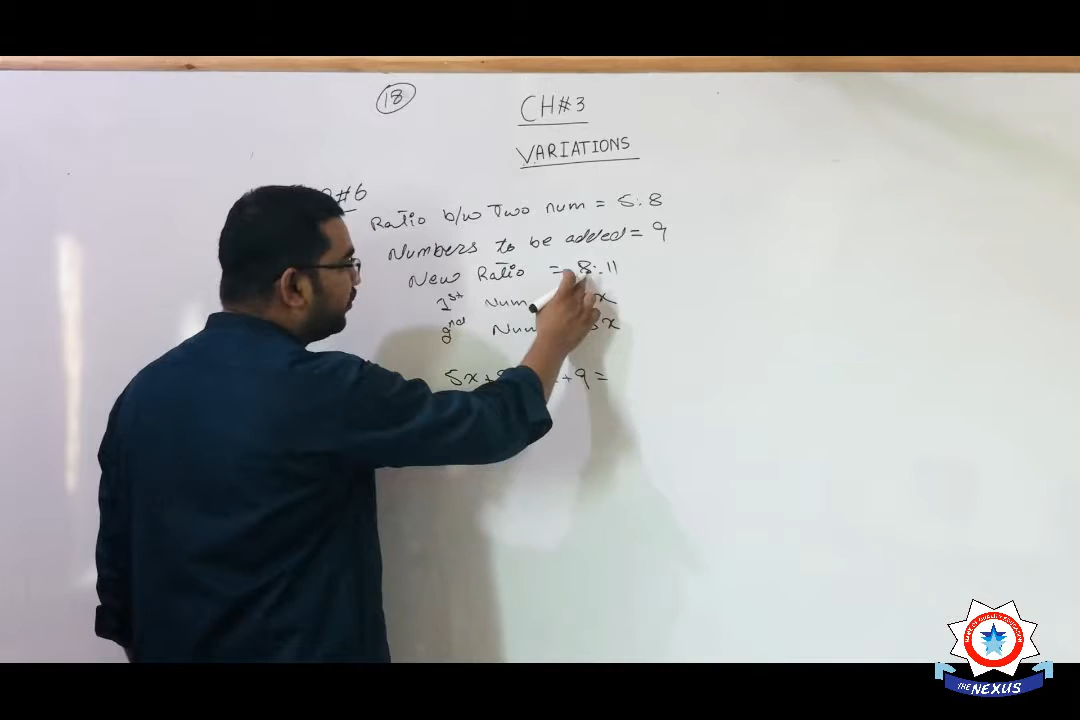 18
CH#3
VARIATIONS
#6
Ratio b/w Two num = 5:8
Numbers to be added = 9
New Ratio = 8:11
1st Num x
2nd Num x
5x+ +9=
THE NEXUS